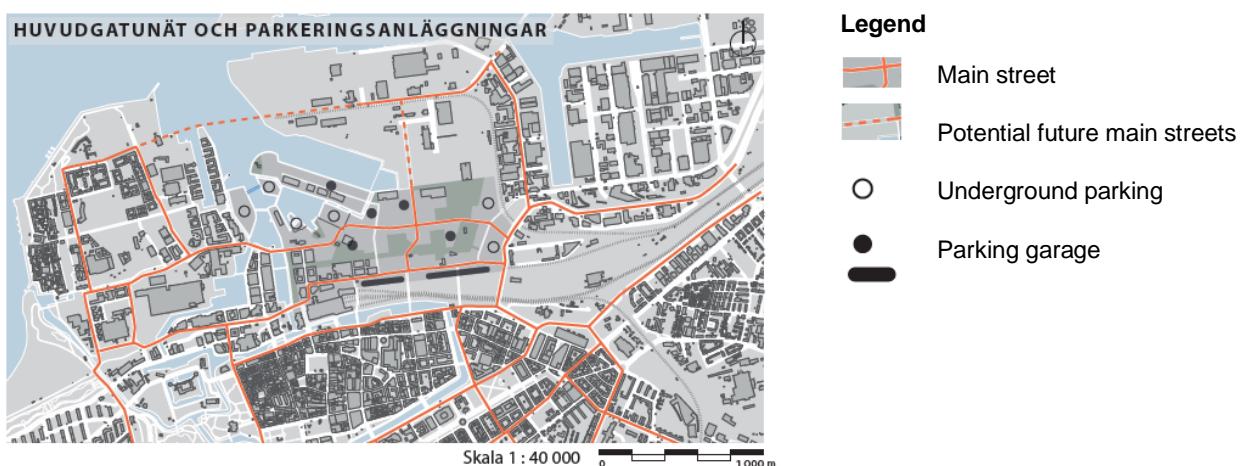 HUVUDGATUNÄT OCH PARKERINGSANLÄGGNINGAR
Legend
Main street
Potential future main streets
Underground parking
Parking garage
Skala 1 : 40 000
0 1 000 m